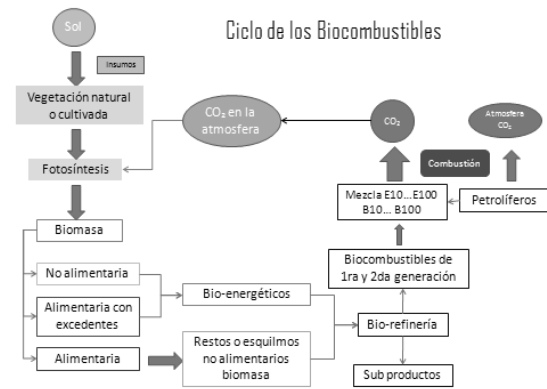 Ciclo de los Biocombustibles
Sol
Insumos
Vegetación natural
o cultivada
Fotosíntesis
CO₂ en la
atmosfera
CO₂
Atmosfera
CO₂
Combustión
Mezcla E10...E100
B10... B100
Petrolíferos
Biomasa
Biocombustibles de
1ra y 2da generación
No alimentaria
Alimentaria con
excedentes
Bio-energéticos
Bio-refinería
Alimentaria
Restos o esquilmos
no alimentarios
biomasa
Sub productos